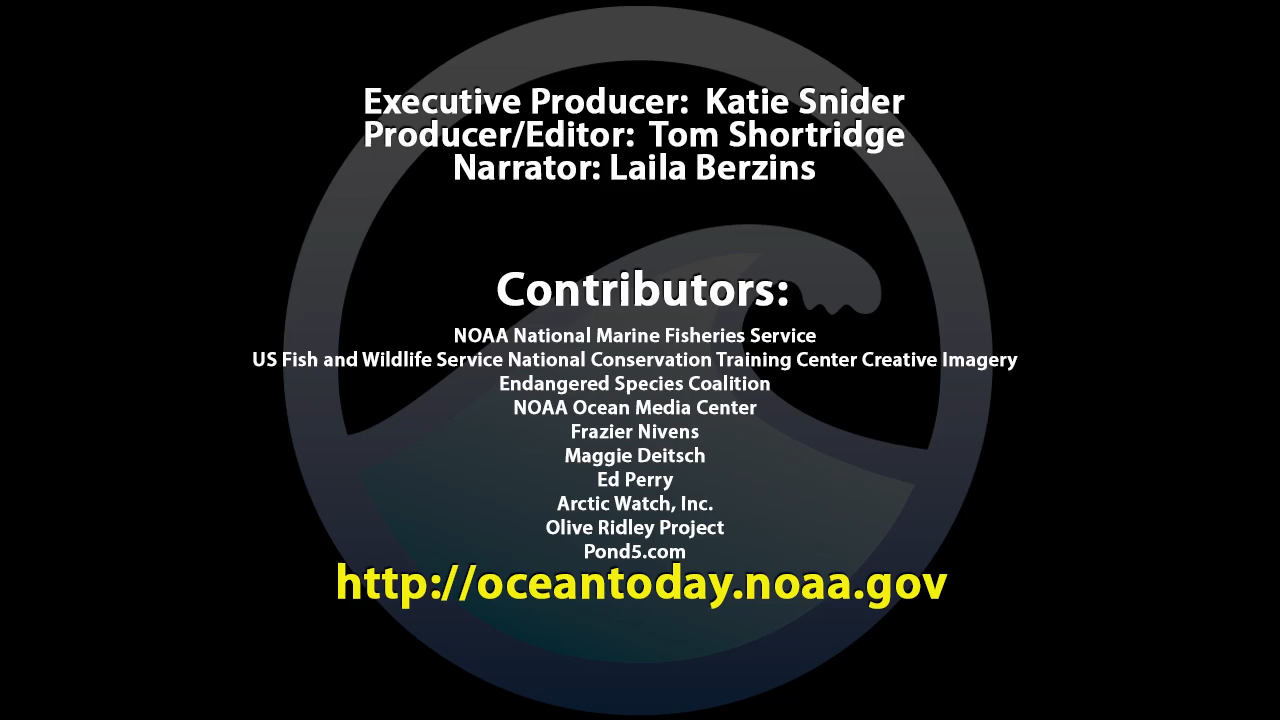 Executive Producer:  Katie Snider
Producer/Editor:  Tom Shortridge
Narrator: Laila Berzins
Contributors:
NOAA National Marine Fisheries Service
US Fish and Wildlife Service National Conservation Training Center Creative Imagery
Endangered Species Coalition
NOAA Ocean Media Center
Frazier Nivens
Maggie Deitsch
Ed Perry
Arctic Watch, Inc.
Olive Ridley Project
Pond5.com
http://oceantoday.noaa.gov